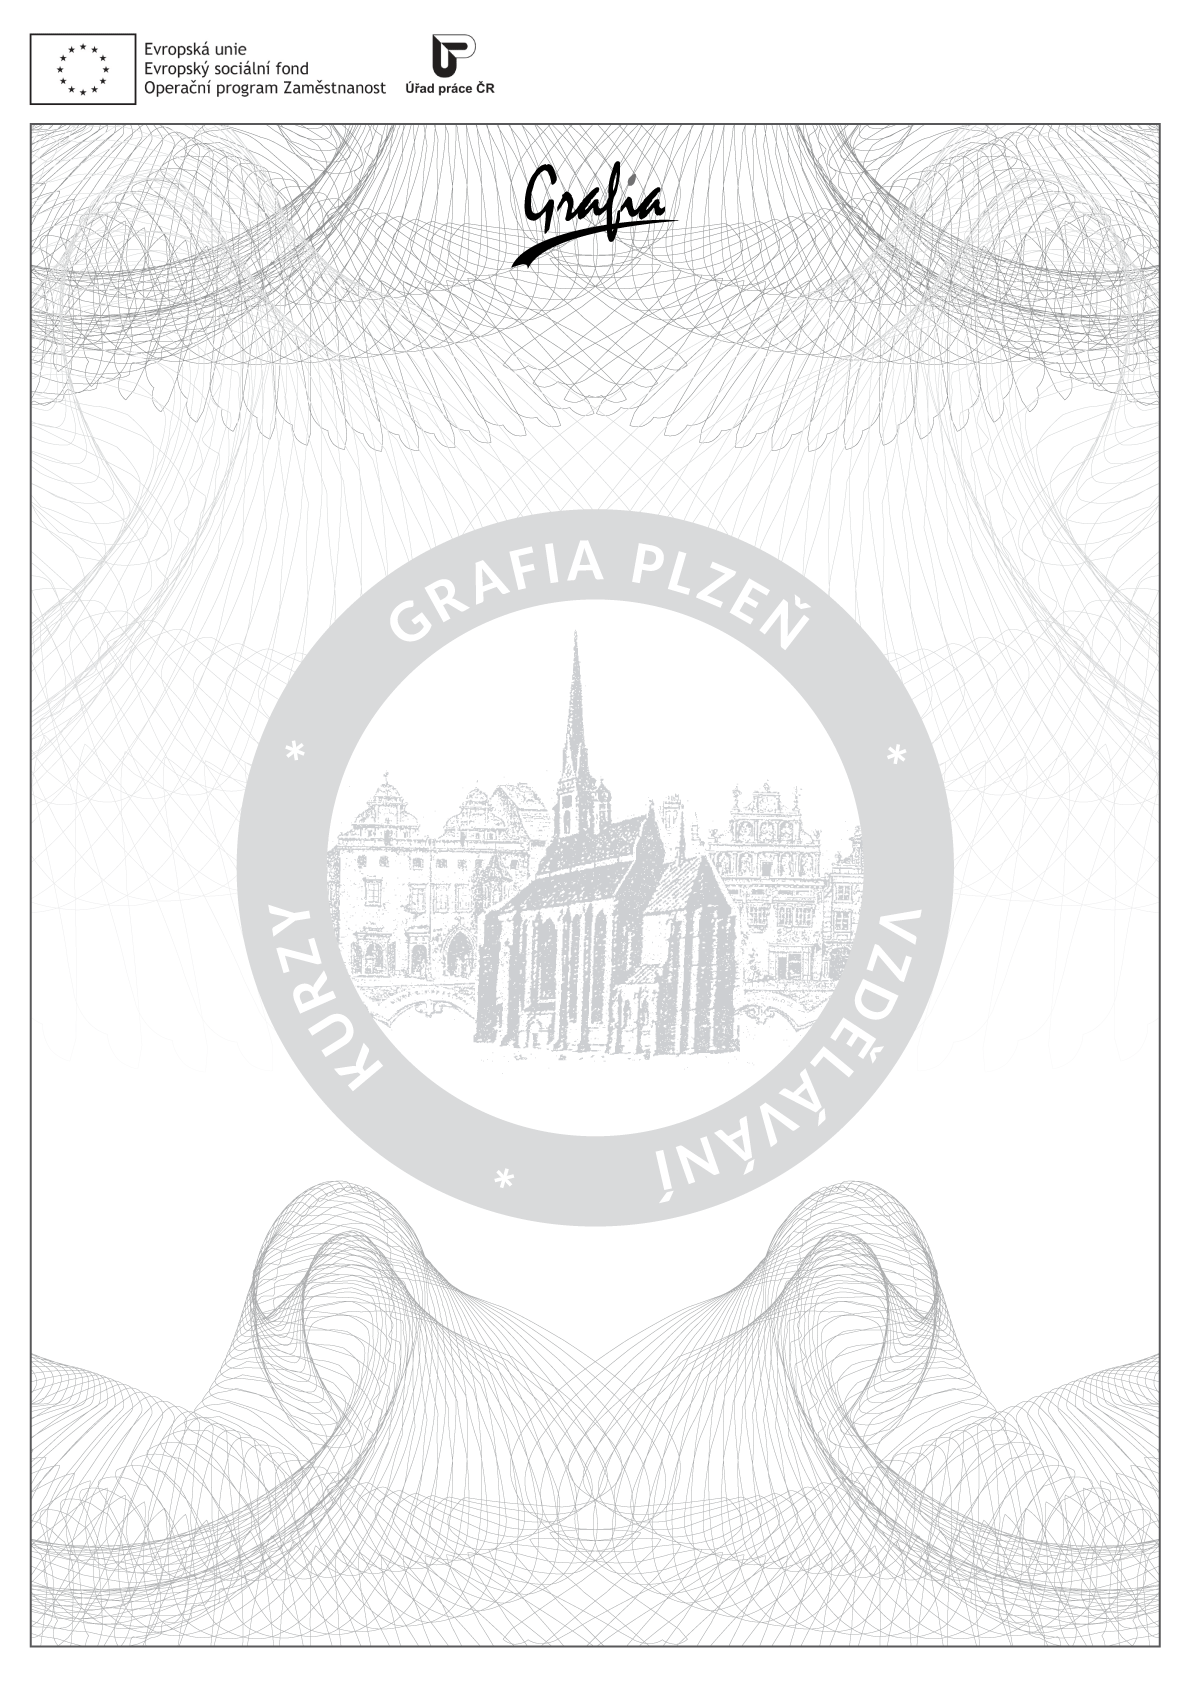 Evropská unie
Evropský sociální fond
Operační program Zaměstnanost
Úřad práce ČR
Grafia
GRAFIA PLZEŇ
* VZDĚLÁVÁNÍ * KURZY *